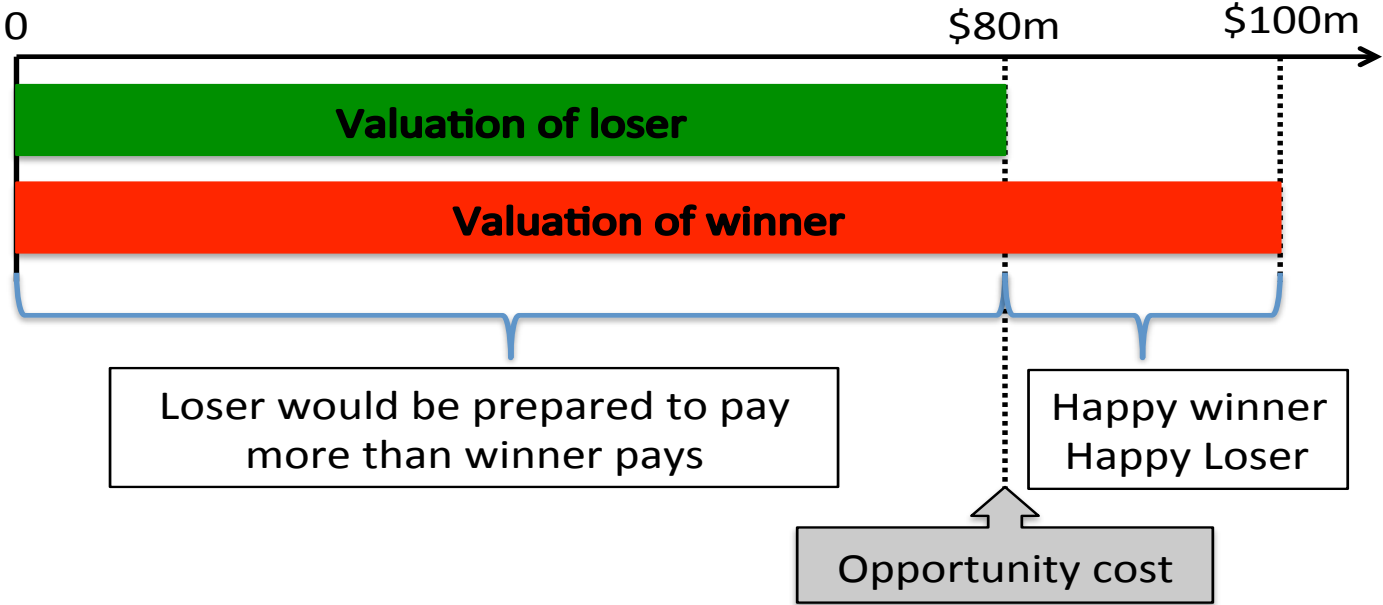 0
$80m
$100m
Valuation of loser
Valuation of winner
Loser would be prepared to pay
more than winner pays
Happy winner
Happy Loser
Opportunity cost